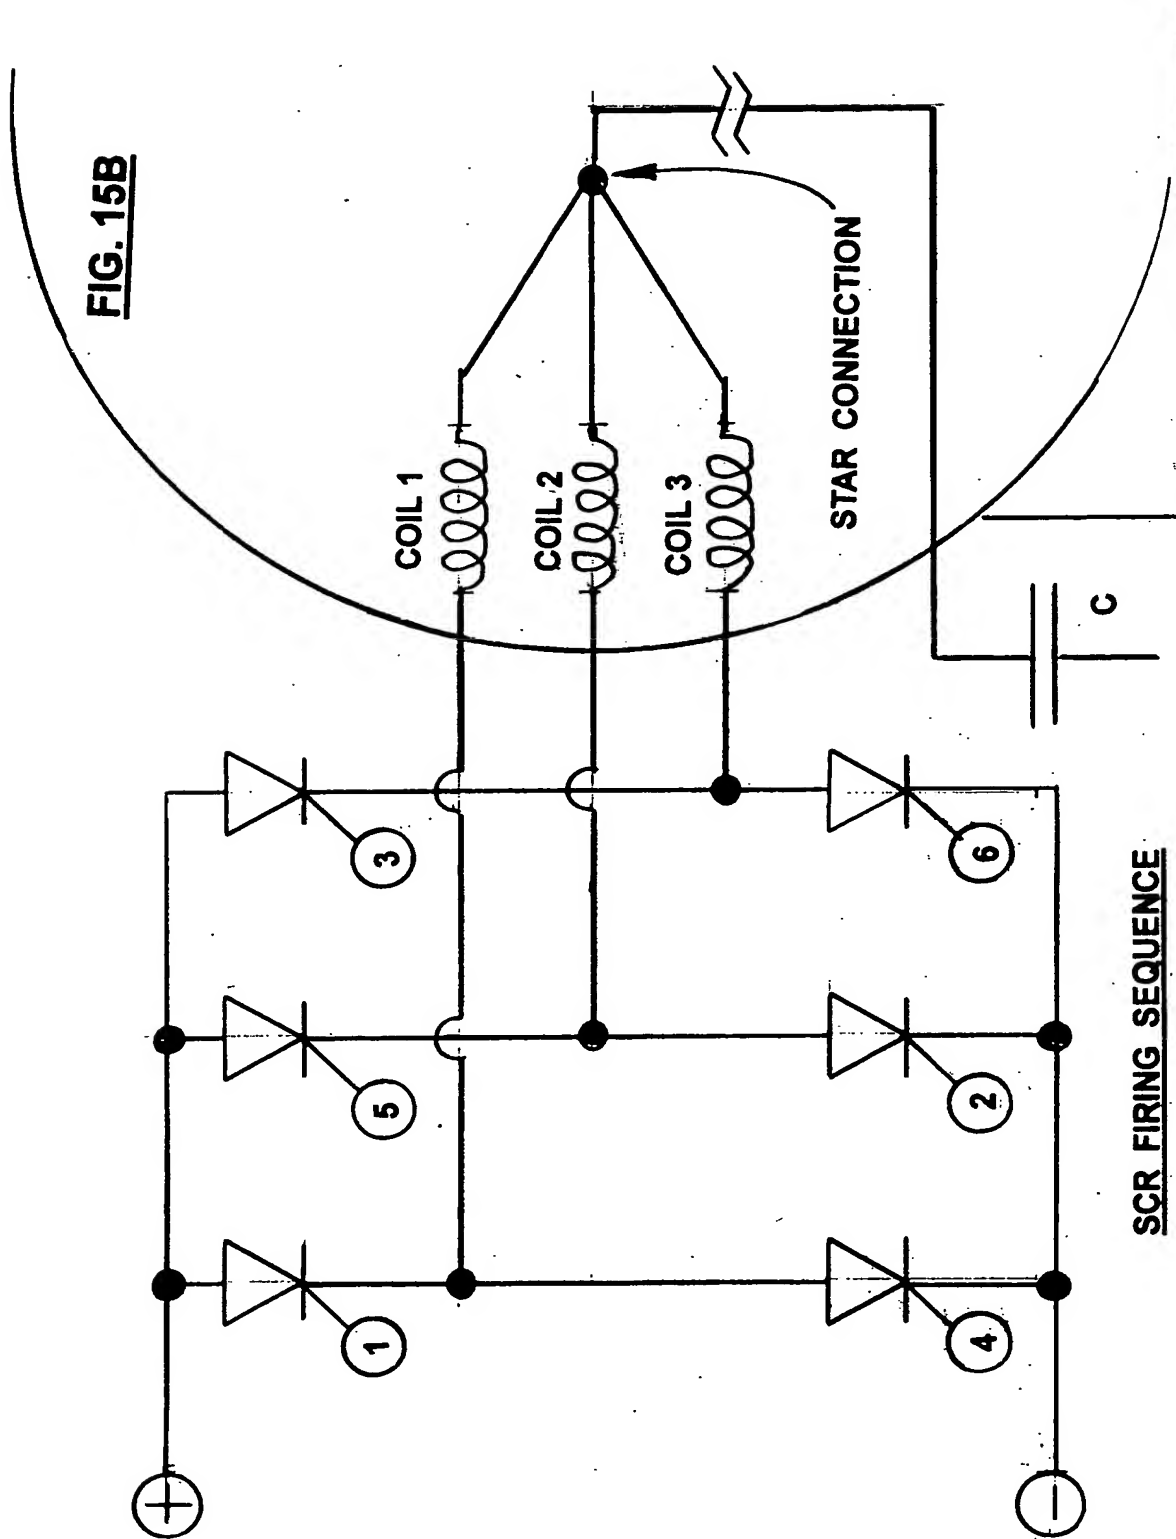 FIG. 15B
COIL 1
COIL 2
COIL 3
STAR CONNECTION
C
3
6
5
2
1
4
+
−
SCR FIRING SEQUENCE